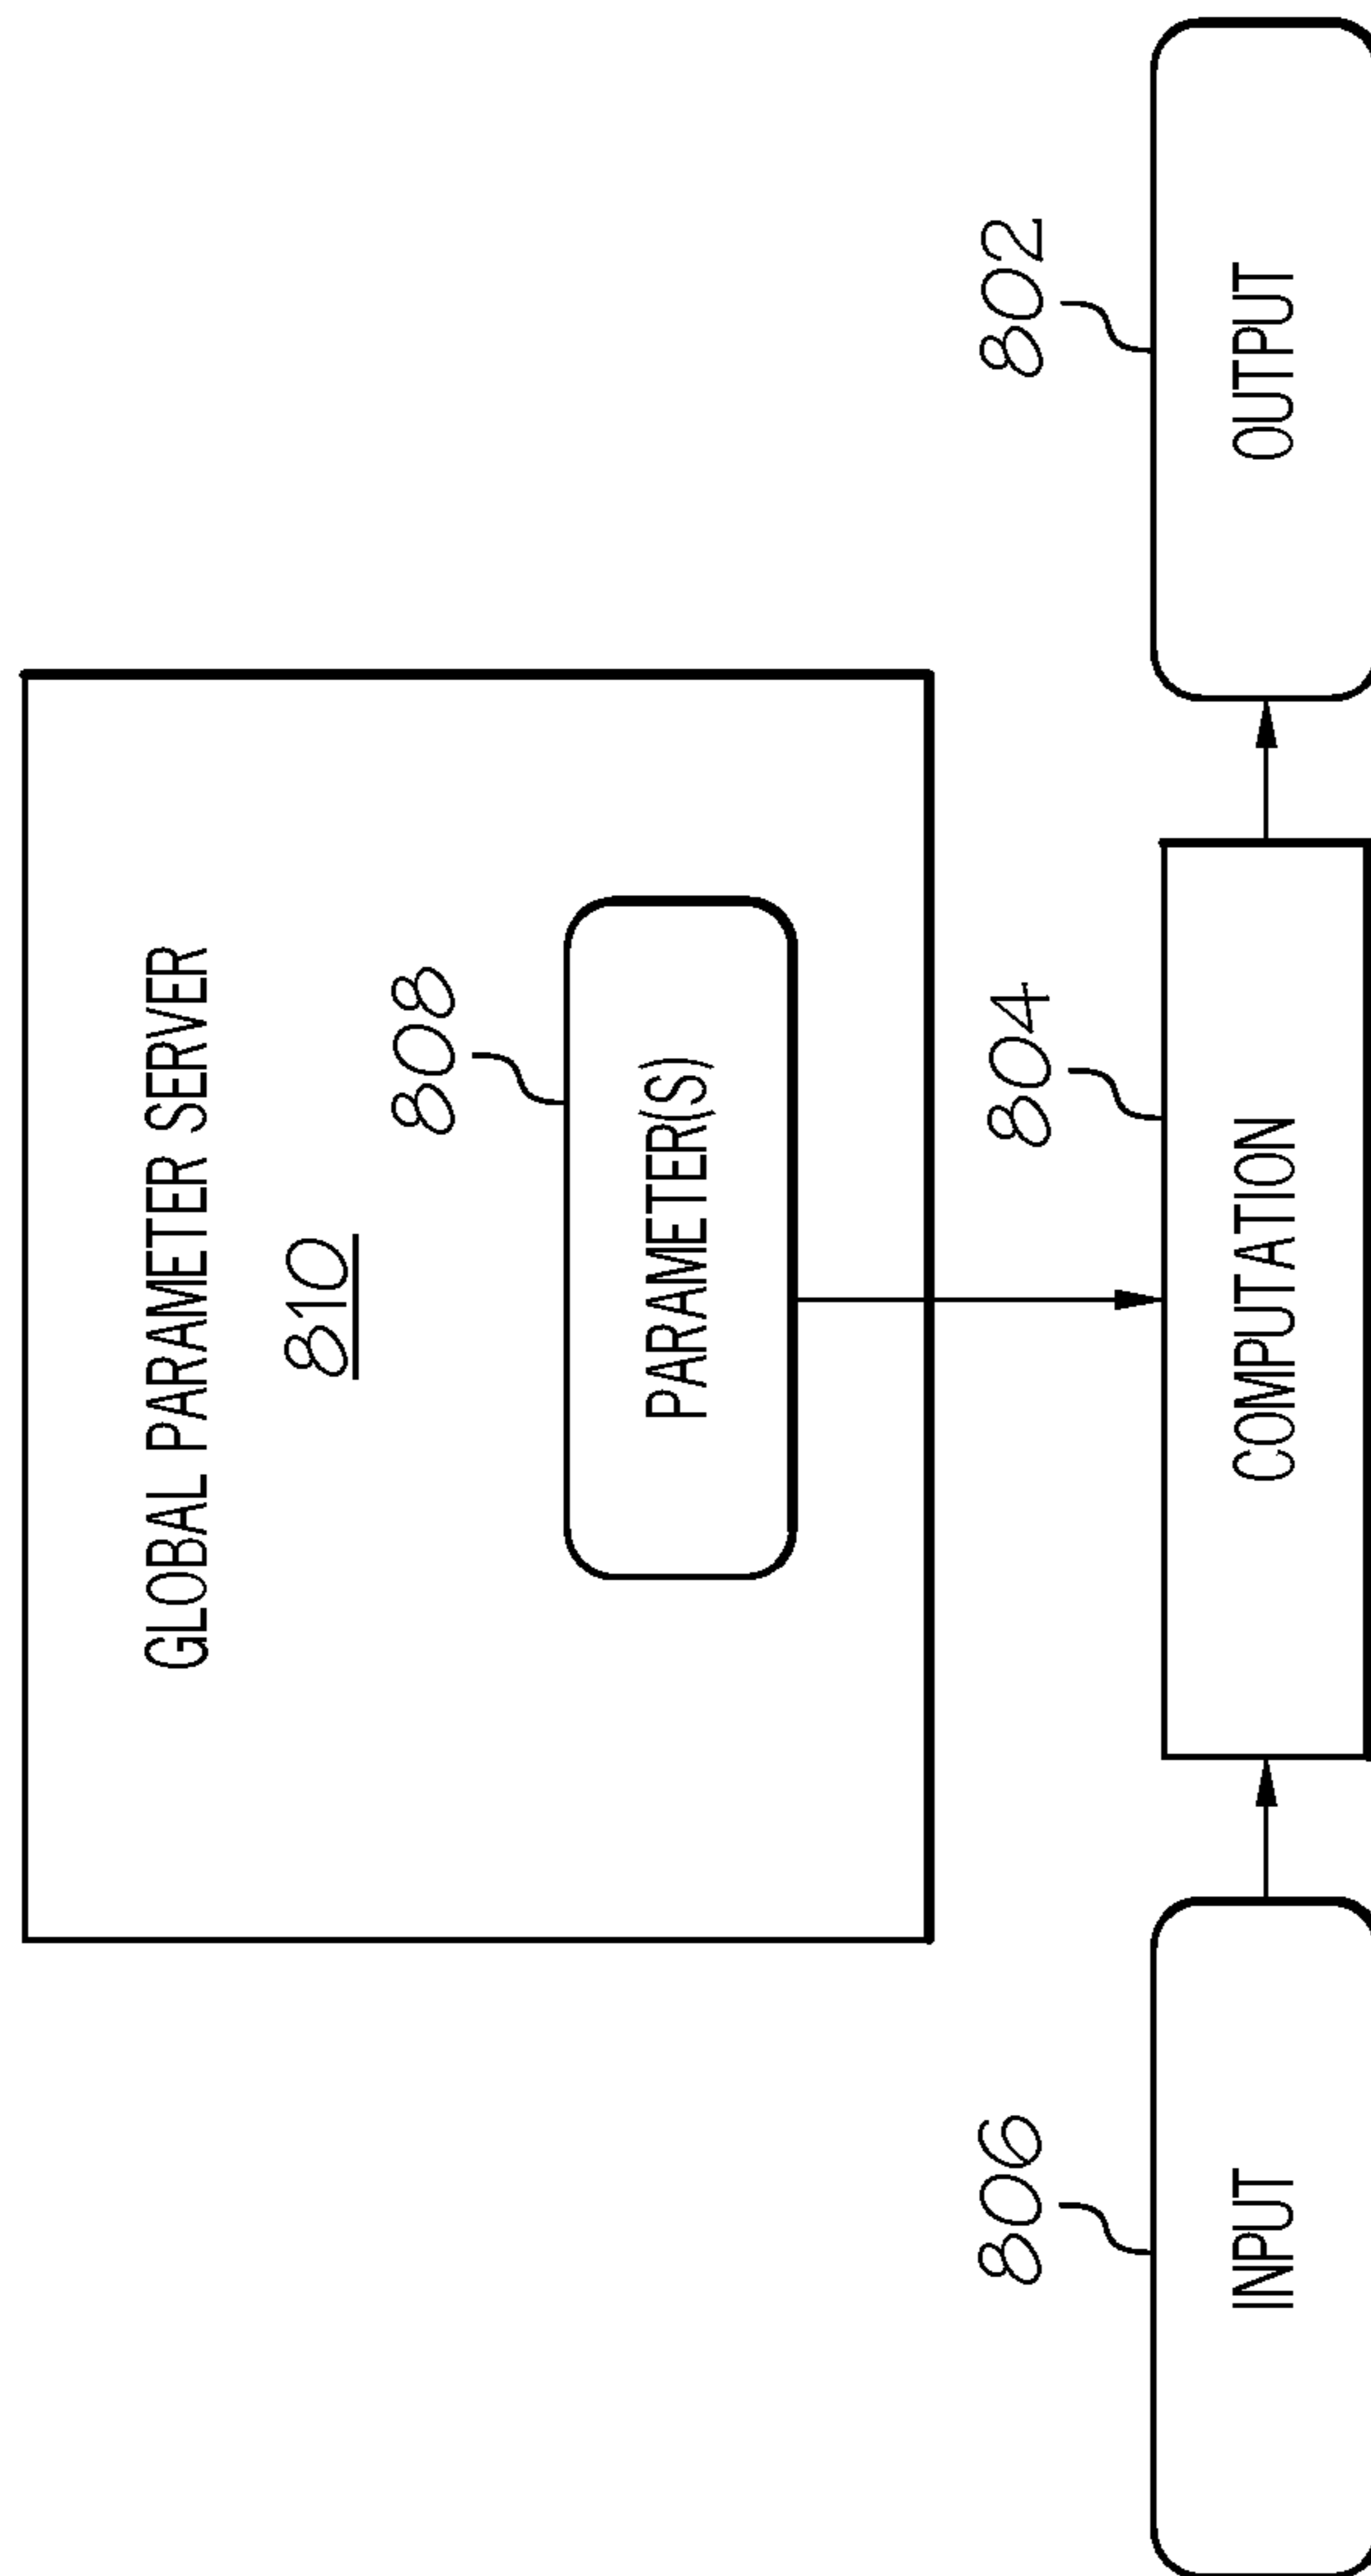 GLOBAL PARAMETER SERVER
810
808
PARAMETER(S)
806
804
802
INPUT
COMPUTATION
OUTPUT